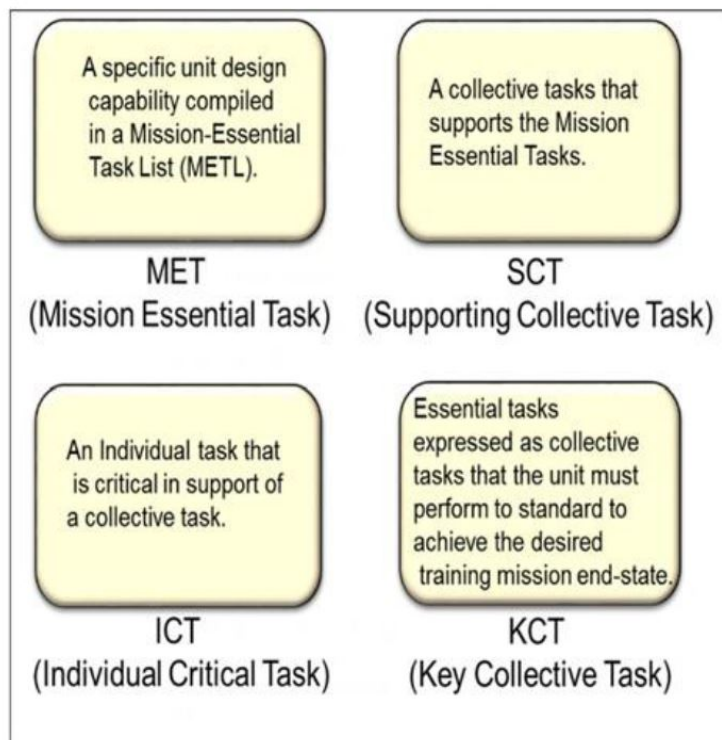 A specific unit design
capability compiled
in a Mission-Essential
Task List (METL).
MET
(Mission Essential Task)
A collective tasks that
supports the Mission
Essential Tasks.
SCT
(Supporting Collective Task)
An Individual task that
is critical in support of
a collective task.
ICT
(Individual Critical Task)
Essential tasks
expressed as collective
tasks that the unit must
perform to standard to
achieve the desired
training mission end-state.
KCT
(Key Collective Task)